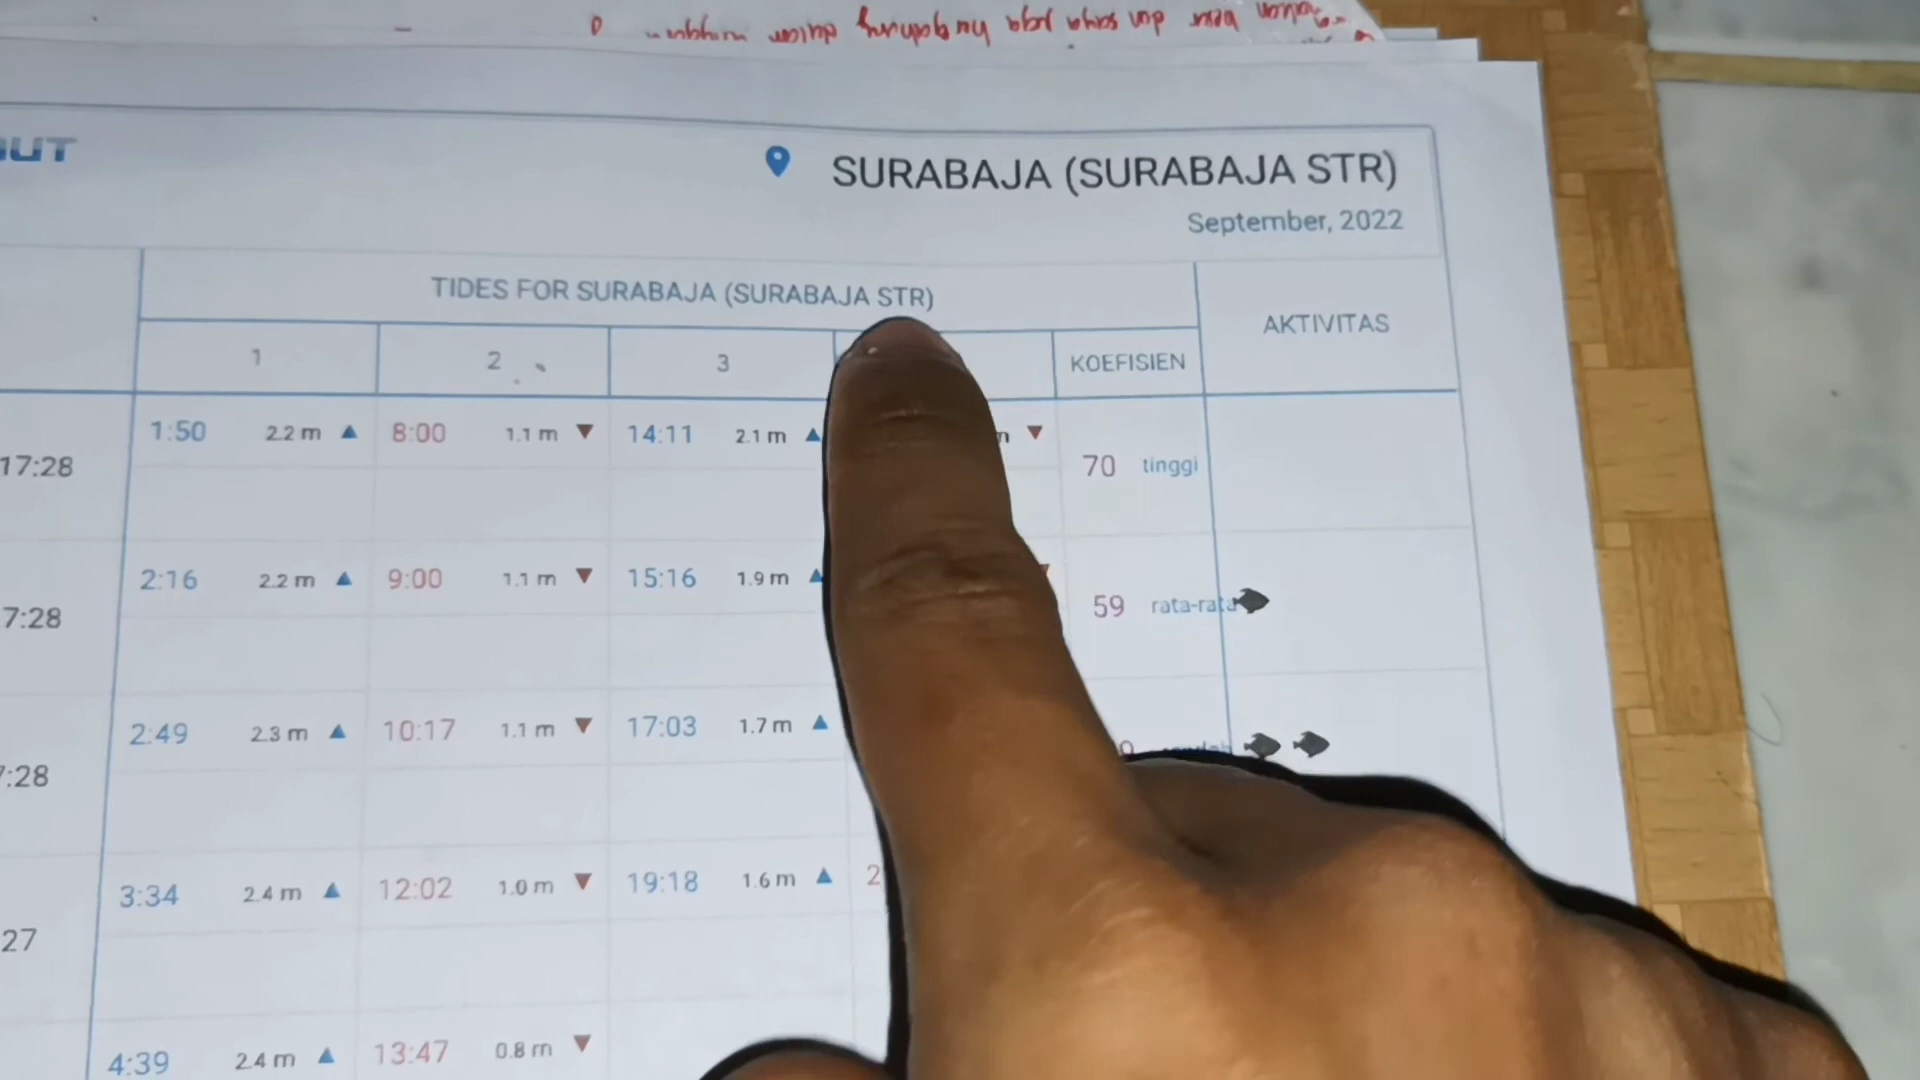 SURABAJA (SURABAJA STR)
September, 2022
TIDES FOR SURABAJA (SURABAJA STR)
AKTIVITAS
1 2 3 KOEFISIEN
1:50 2.2 m ▲ 8:00 1.1 m ▼ 14:11 2.1 m ▲ ▼
17:28 70 tinggi
2:16 2.2 m ▲ 9:00 1.1 m ▼ 15:16 1.9 m ▲
7:28 59 rata-rata
2:49 2.3 m ▲ 10:17 1.1 m ▼ 17:03 1.7 m ▲
:28
3:34 2.4 m ▲ 12:02 1.0 m ▼ 19:18 1.6 m ▲ 2
27
4:39 2.4 m ▲ 13:47 0.8 m ▼